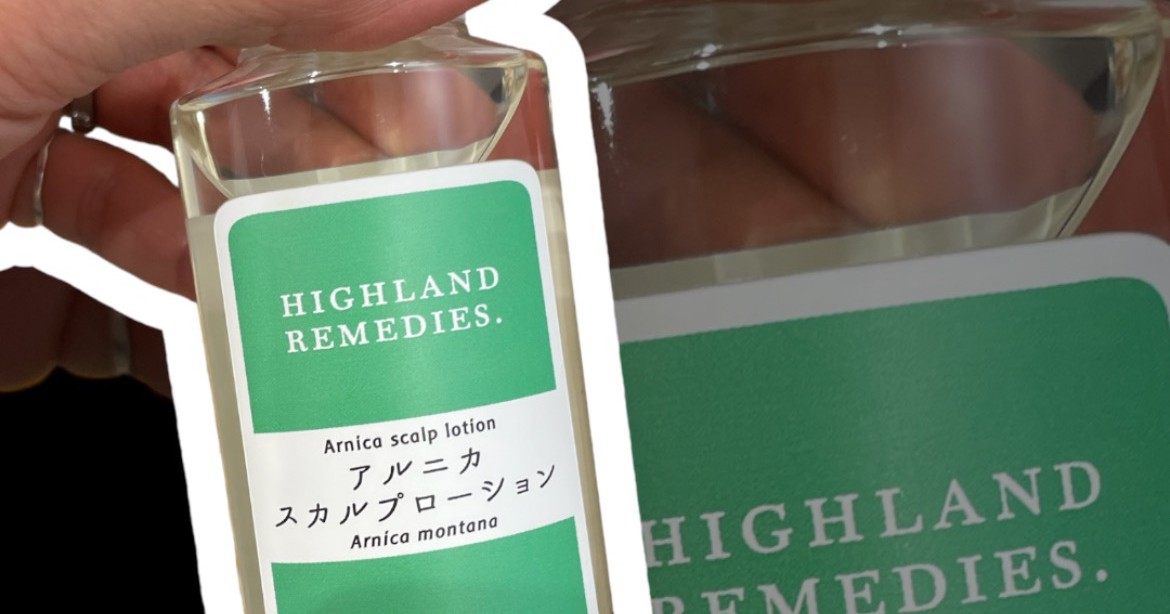 HIGHLAND
REMEDIES.
Arnica scalp lotion
アルニカ
スカルプローション
Arnica montana
HIGHLAND
REMEDIES.